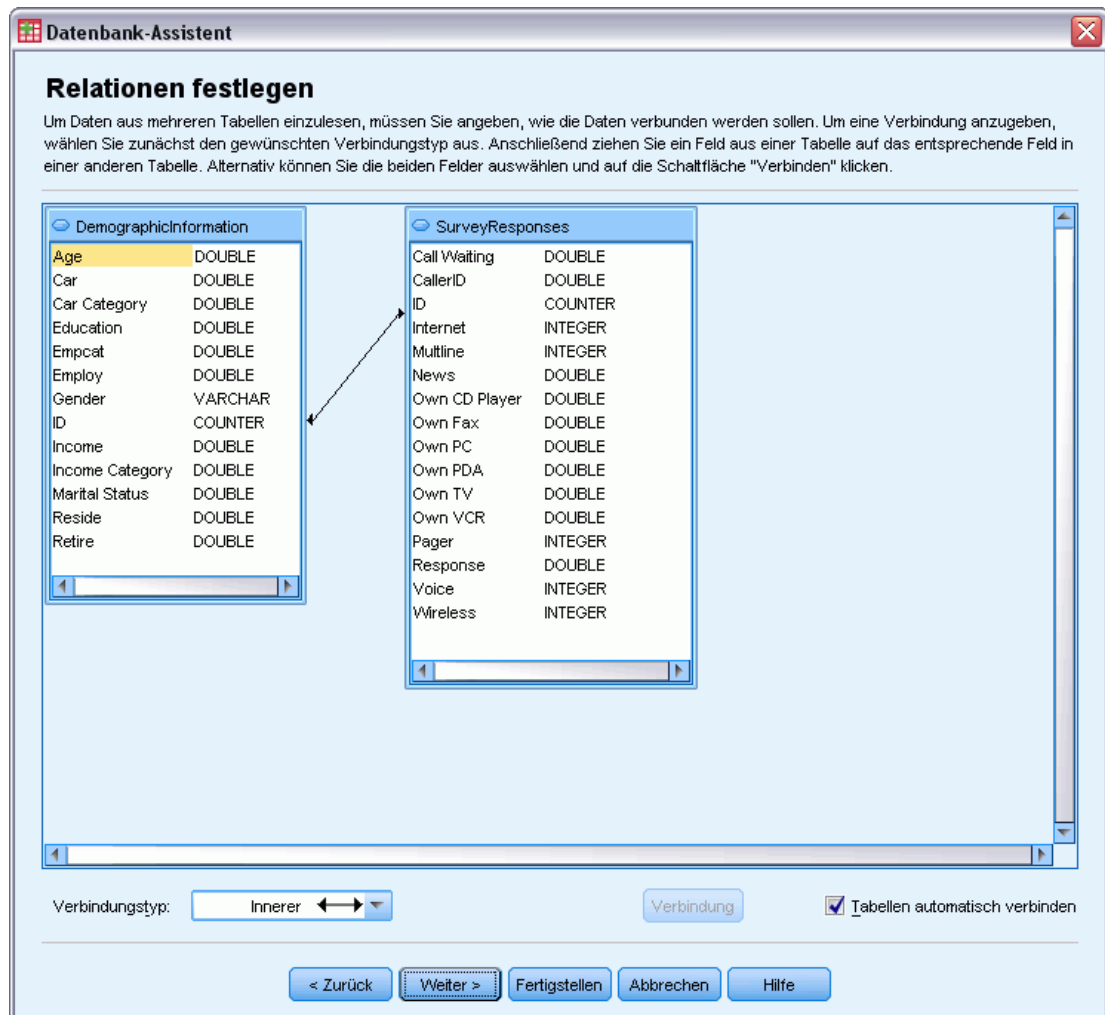 Datenbank-Assistent
Relationen festlegen
Um Daten aus mehreren Tabellen einzulesen, müssen Sie angeben, wie die Daten verbunden werden sollen. Um eine Verbindung anzugeben,
wählen Sie zunächst den gewünschten Verbindungstyp aus. Anschließend ziehen Sie ein Feld aus einer Tabelle auf das entsprechende Feld in
einer anderen Tabelle. Alternativ können Sie die beiden Felder auswählen und auf die Schaltfläche "Verbinden" klicken.
DemographicInformation
Age DOUBLE
Car DOUBLE
Car Category DOUBLE
Education DOUBLE
Empcat DOUBLE
Employ DOUBLE
Gender VARCHAR
ID COUNTER
Income DOUBLE
Income Category DOUBLE
Marital Status DOUBLE
Reside DOUBLE
Retire DOUBLE
SurveyResponses
Call Waiting DOUBLE
CallerID DOUBLE
ID COUNTER
Internet INTEGER
Multline INTEGER
News DOUBLE
Own CD Player DOUBLE
Own Fax DOUBLE
Own PC DOUBLE
Own PDA DOUBLE
Own TV DOUBLE
Own VCR DOUBLE
Pager INTEGER
Response DOUBLE
Voice INTEGER
Wireless INTEGER
Verbindungstyp: Innerer Verbindung Tabellen automatisch verbinden
< Zurück Weiter > Fertigstellen Abbrechen Hilfe